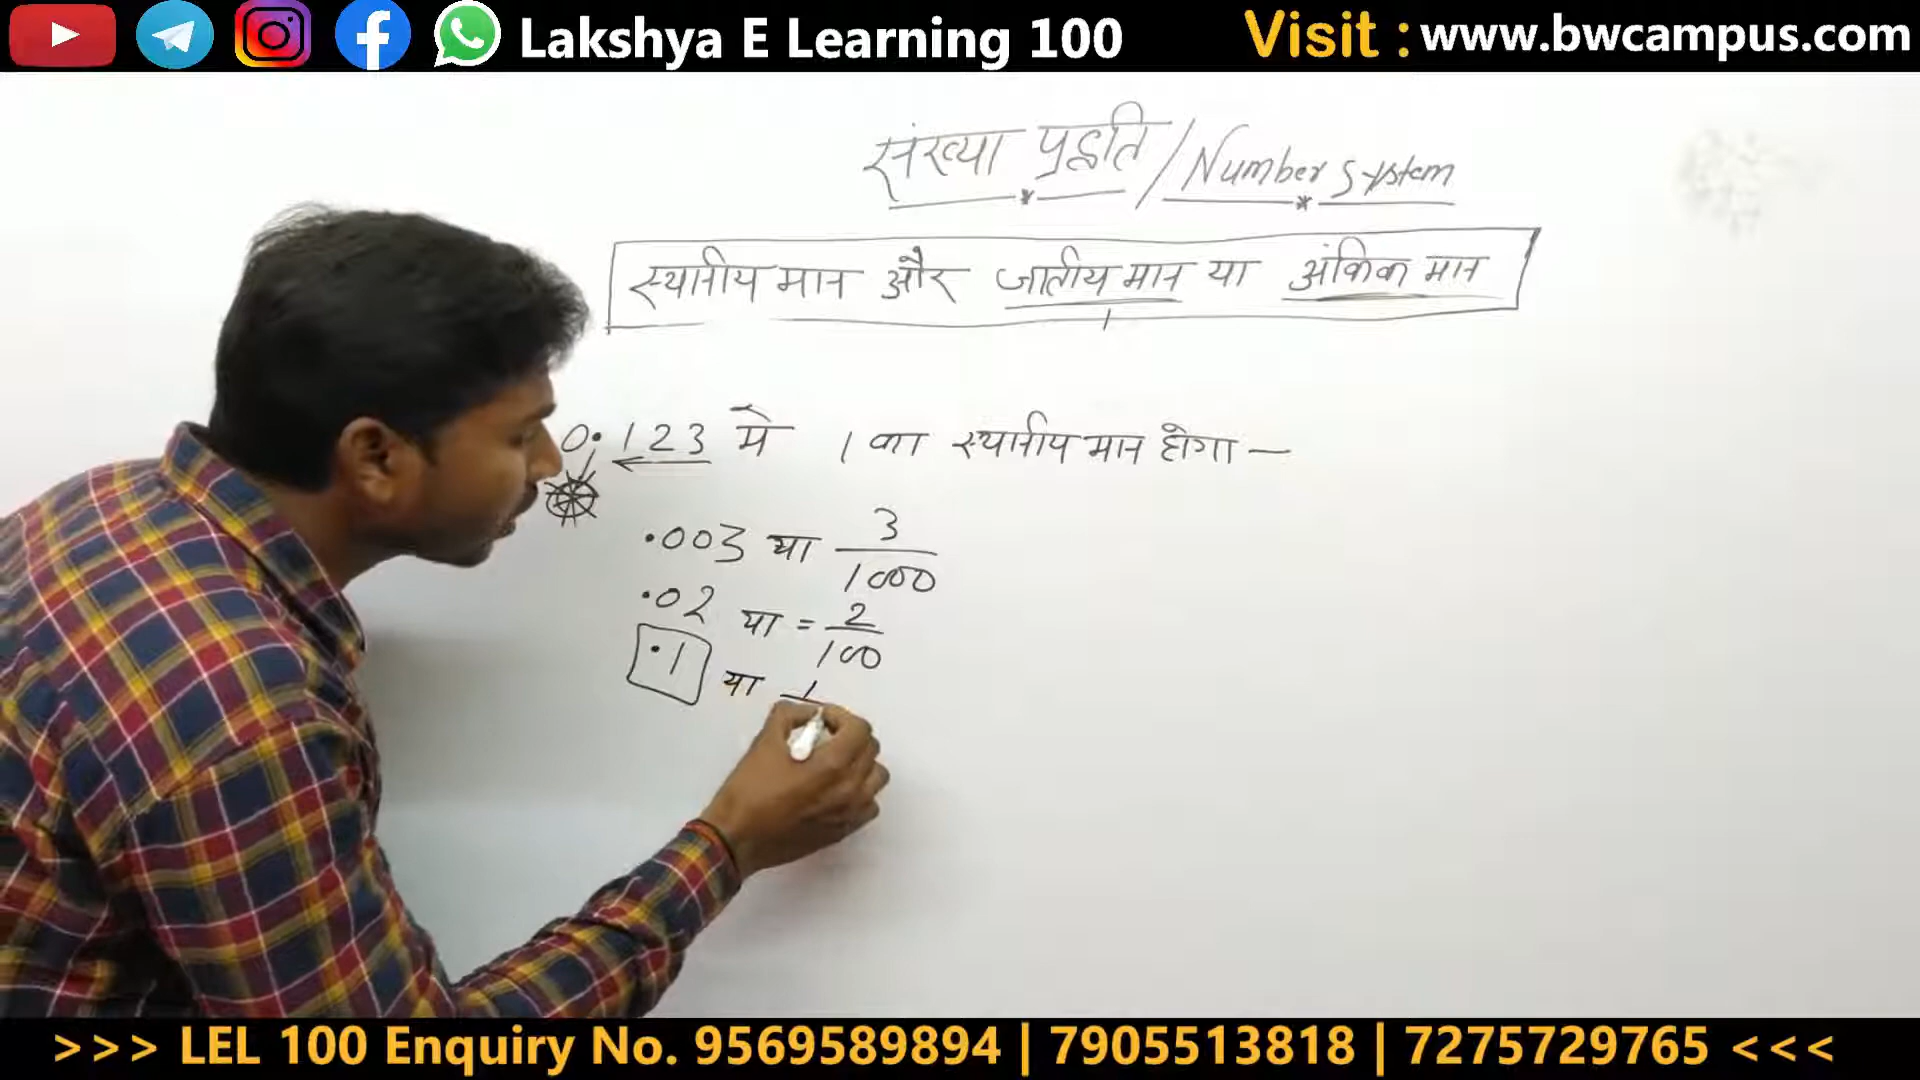 Lakshya E Learning 100 Visit : www.bwcampus.com
संख्या पद्धति / Number System
स्थानीय मान और जातीय मान या अंकिक मान
0.123 मे 1 का स्थानीय मान होगा —
.003 या 3/1000
.02 या = 2/100
.1 या 1
>>> LEL 100 Enquiry No. 9569589894 | 7905513818 | 7275729765 <<<